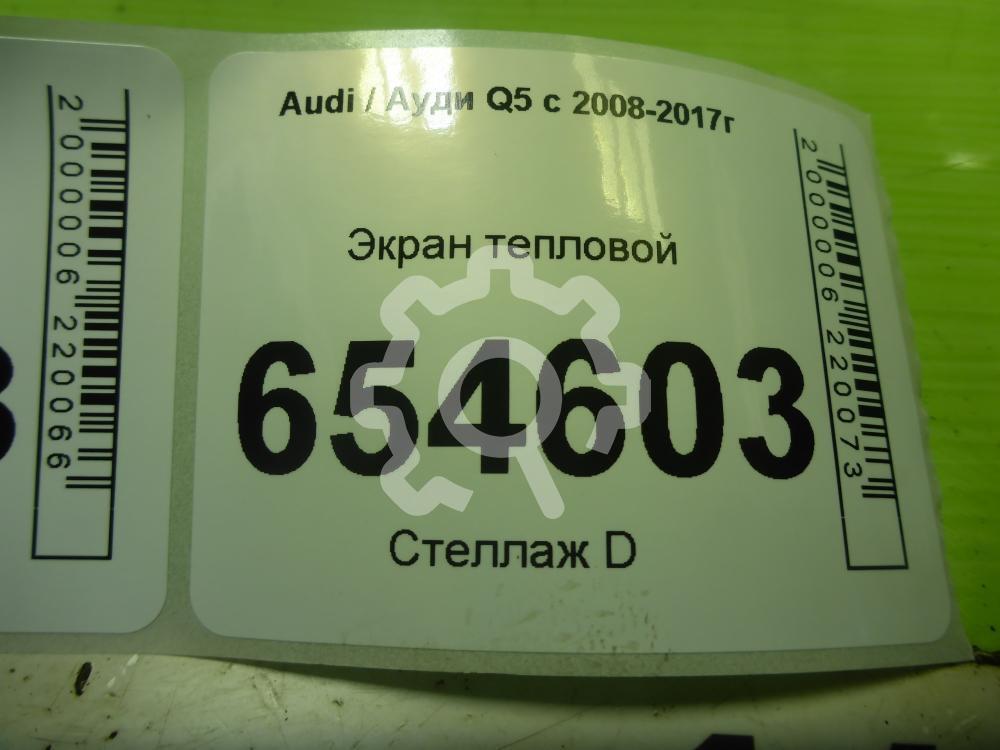 Audi / Ауди Q5 с 2008-2017г
Экран тепловой
654603
Стеллаж D
2000006220073
2000006220066